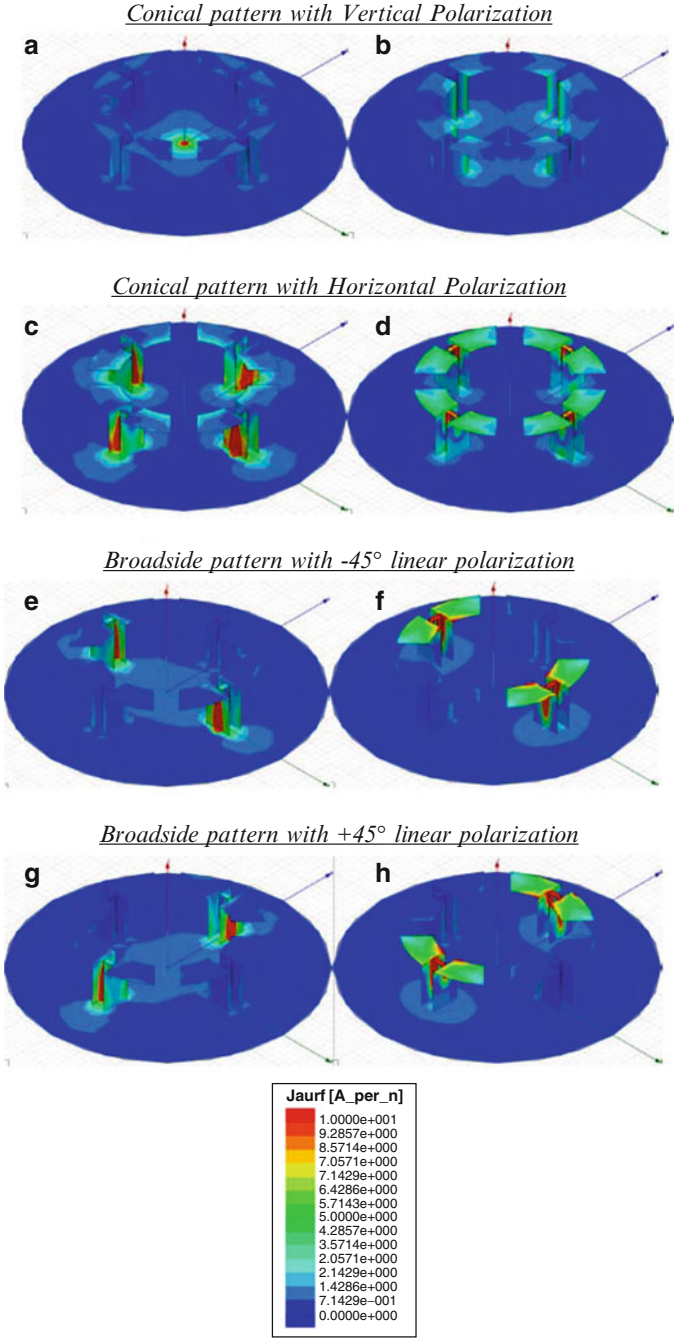 Conical pattern with Vertical Polarization
a
b
Conical pattern with Horizontal Polarization
c
d
Broadside pattern with -45° linear polarization
e
f
Broadside pattern with +45° linear polarization
g
h
Jaurf [A_per_n]
1.0000e+001
9.2857e+000
8.5714e+000
7.0571e+000
7.1429e+000
6.4286e+000
5.7143e+000
5.0000e+000
4.2857e+000
3.5714e+000
2.0571e+000
2.1429e+000
1.4286e+000
7.1429e−001
0.0000e+000